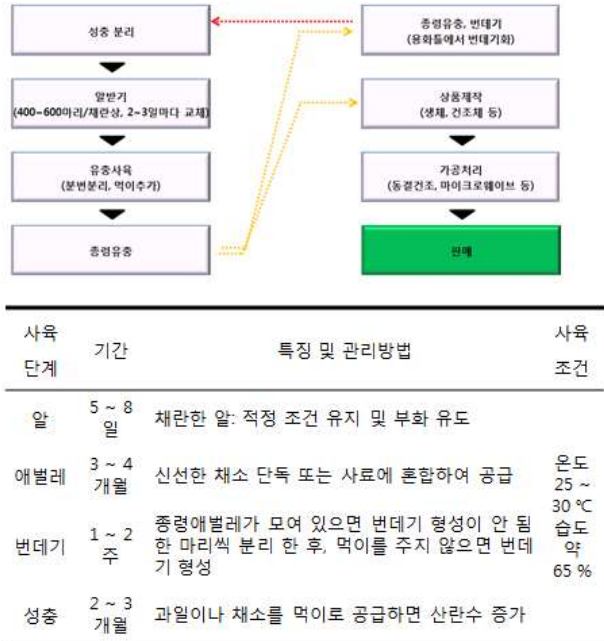 성충 분리
알받기
(400~600마리/채란상, 2~3일마다 교체)
유충사육
(분변분리, 먹이추가)
종령유충
종령유충, 번데기
(용화틀에서 번데기화)
상품제작
(생체, 건조체 등)
가공처리
(동결건조, 마이크로웨이브 등)
판매
사육
단계
기간
특징 및 관리방법
사육
조건
알
5 ~ 8
일
채란한 알: 적정 조건 유지 및 부화 유도
애벌레
3 ~ 4
개월
신선한 채소 단독 또는 사료에 혼합하여 공급
번데기
1 ~ 2
주
종령애벌레가 모여 있으면 번데기 형성이 안 됨
한 마리씩 분리 한 후, 먹이를 주지 않으면 번데
기 형성
성충
2 ~ 3
개월
과일이나 채소를 먹이로 공급하면 산란수 증가
온도
25 ~
30 ℃
습도
약
65 %